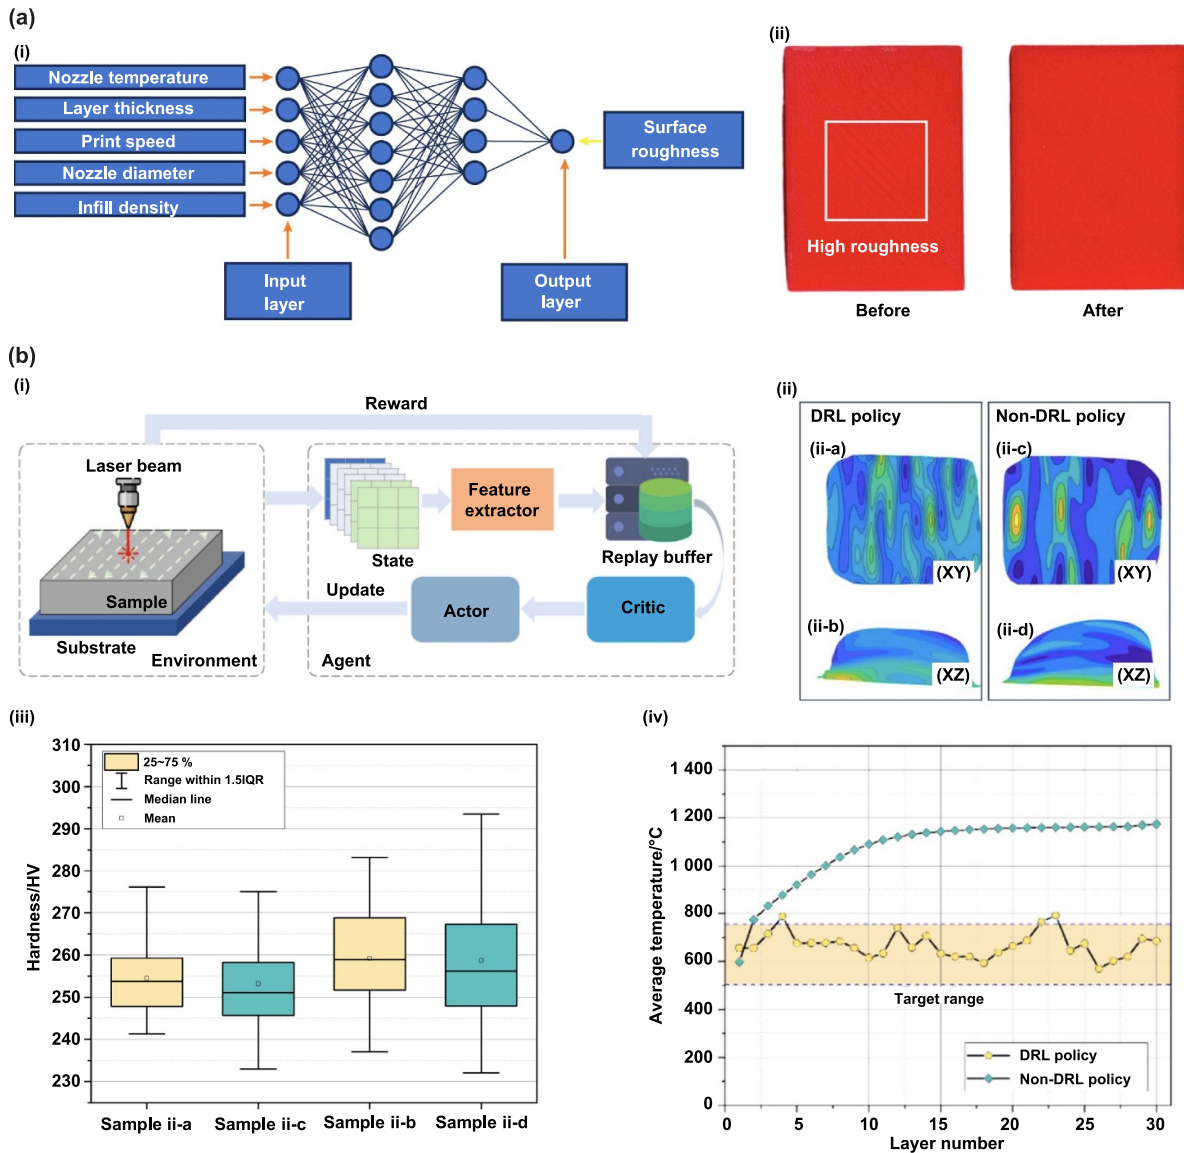 (a)
(i)
Nozzle temperature
Layer thickness
Print speed
Nozzle diameter
Infill density
Input
layer
Output
layer
Surface
roughness
(ii)
High roughness
Before
After
(b)
(i)
Reward
Laser beam
Sample
Substrate
Environment
State
Feature
extractor
Replay buffer
Update
Actor
Critic
Agent
(ii)
DRL policy
(ii-a)
(XY)
(ii-b)
(XZ)
Non-DRL policy
(ii-c)
(XY)
(ii-d)
(XZ)
(iii)
Hardness/HV
310
300
290
280
270
260
250
240
230
25~75 %
Range within 1.5IQR
Median line
Mean
Sample ii-a
Sample ii-c
Sample ii-b
Sample ii-d
(iv)
Average temperature/°C
1 400
1 200
1 000
800
600
400
200
0
Target range
DRL policy
Non-DRL policy
0
5
10
15
20
25
30
Layer number